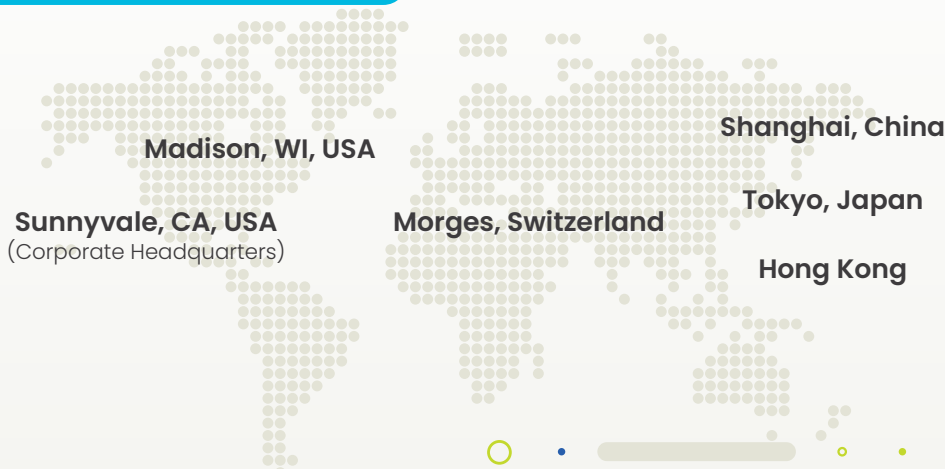 Madison, WI, USA
Sunnyvale, CA, USA
(Corporate Headquarters)
Morges, Switzerland
Shanghai, China
Tokyo, Japan
Hong Kong